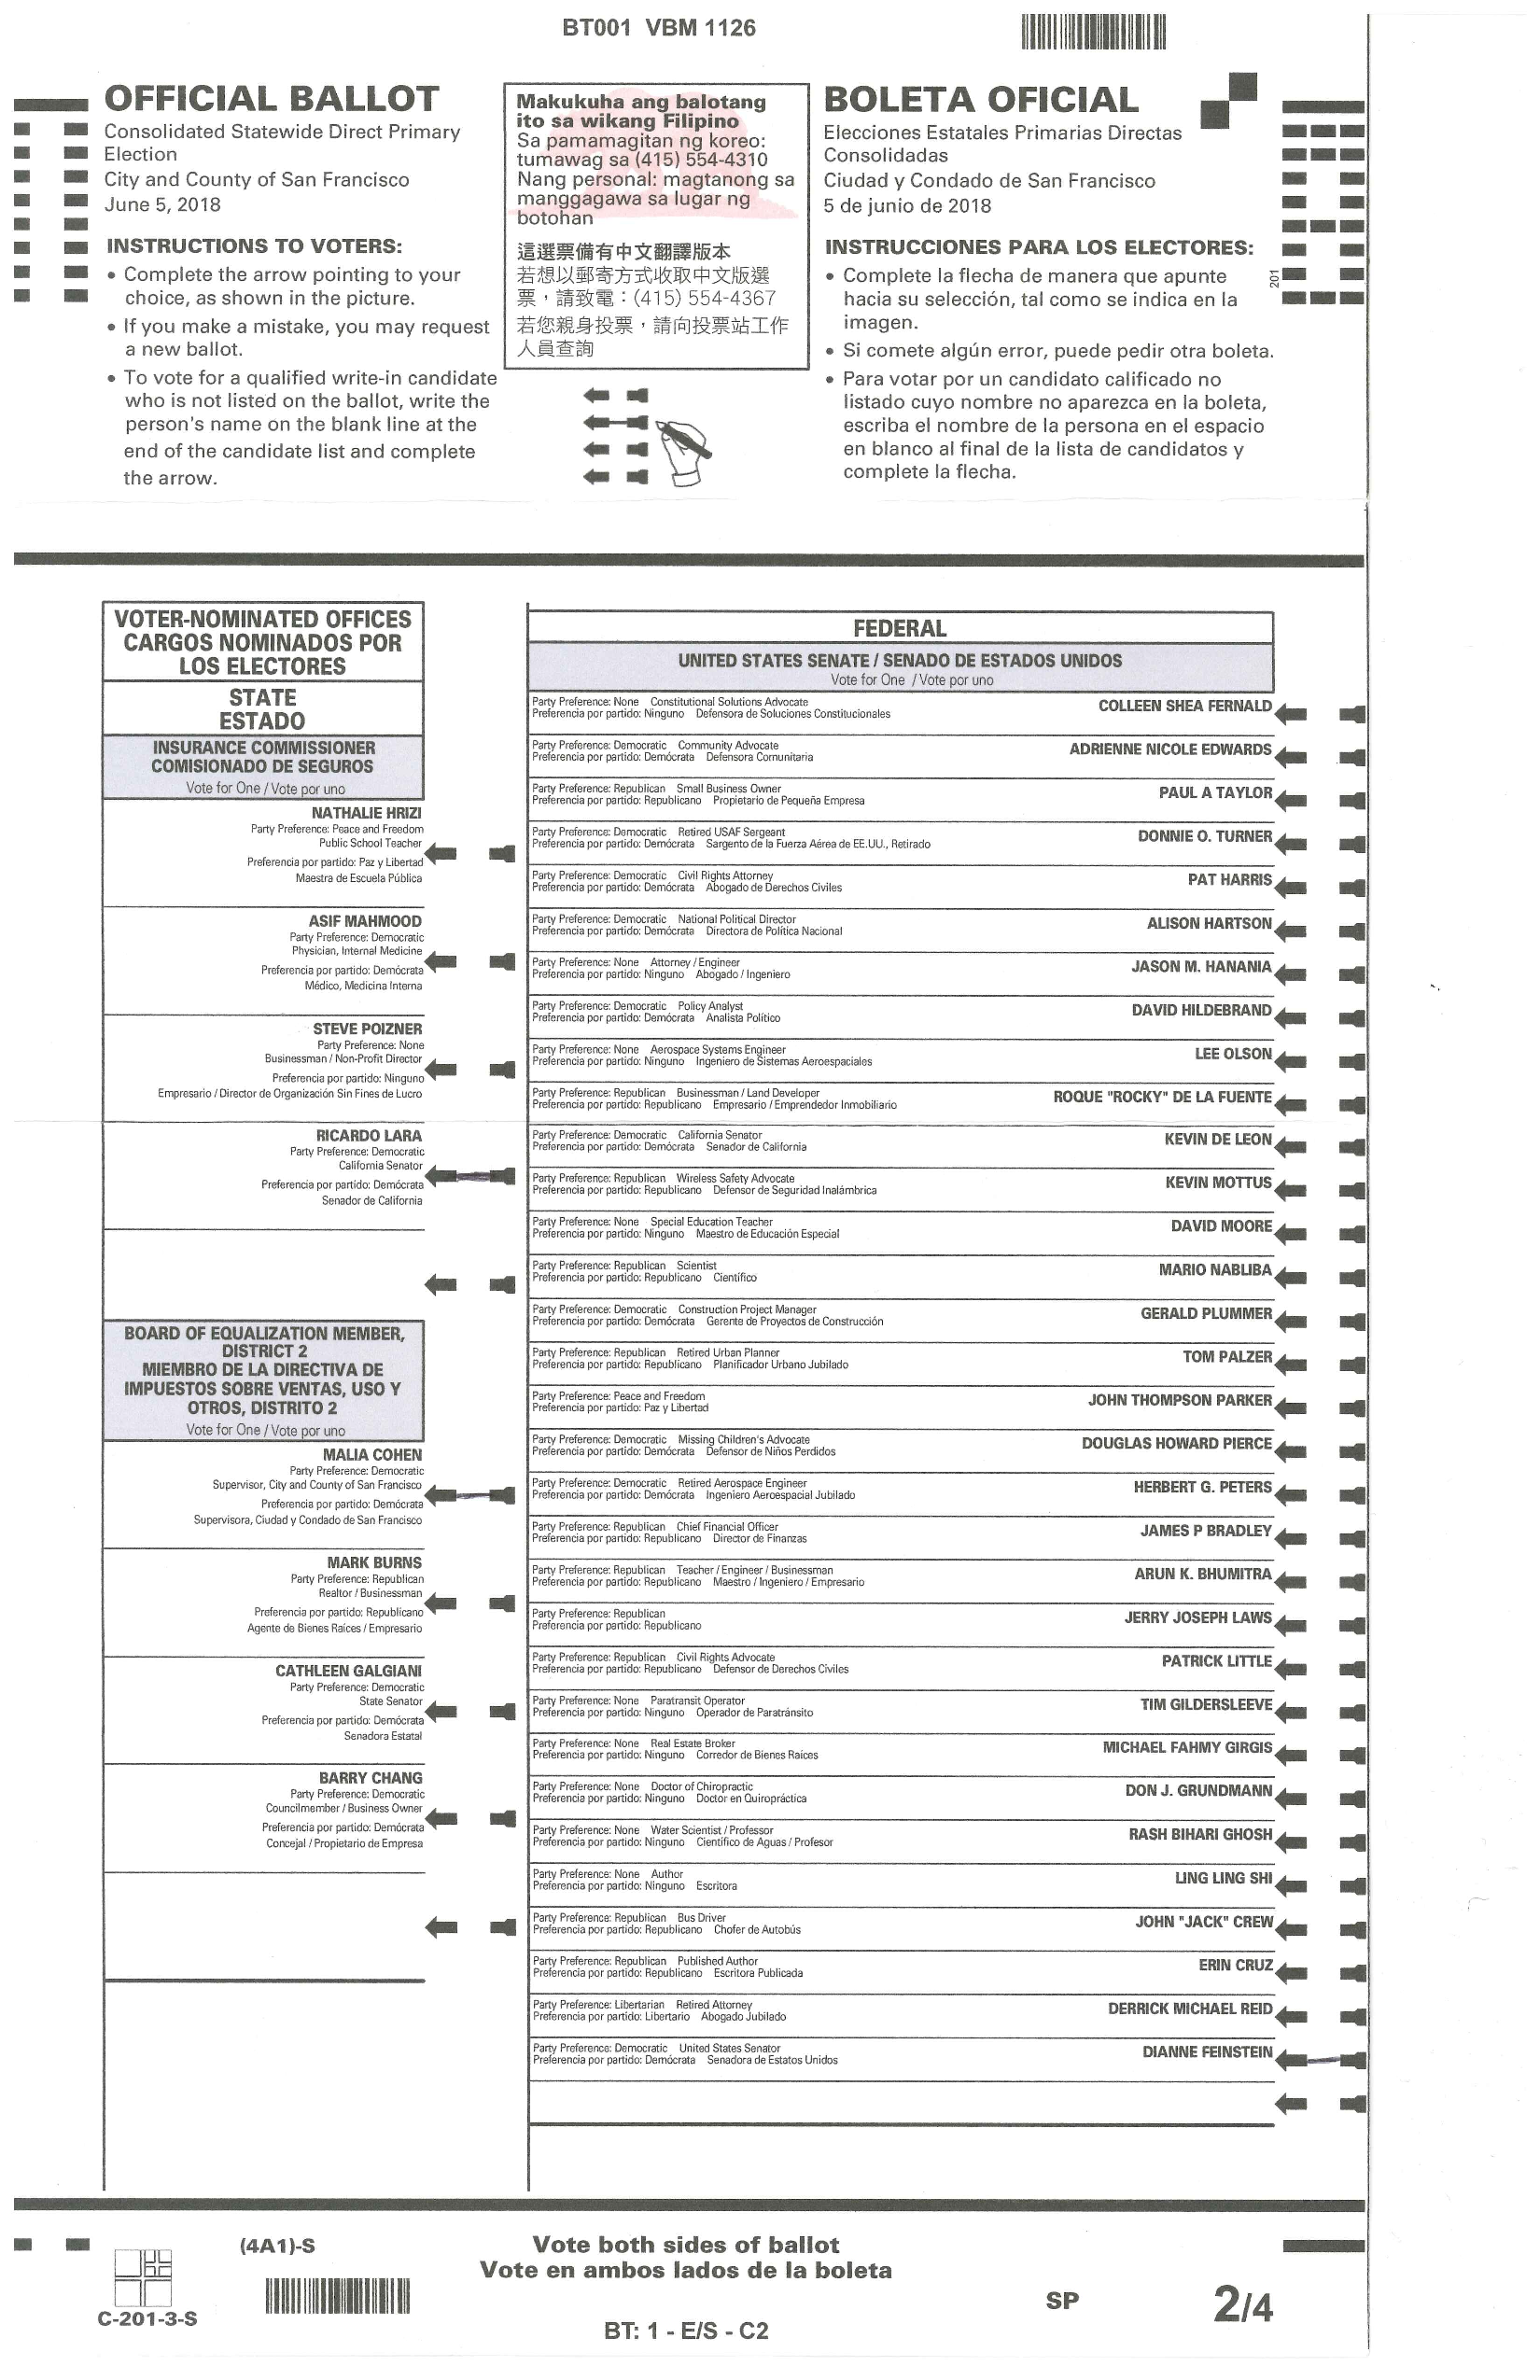 BT001 VBM 1126
OFFICIAL BALLOT
Consolidated Statewide Direct Primary
Election
City and County of San Francisco
June 5, 2018
INSTRUCTIONS TO VOTERS:
• Complete the arrow pointing to your
choice, as shown in the picture.
• If you make a mistake, you may request
a new ballot.
• To vote for a qualified write-in candidate
who is not listed on the ballot, write the
person's name on the blank line at the
end of the candidate list and complete
the arrow.
Makukuha ang balotang
ito sa wikang Filipino
Sa pamamagitan ng koreo:
tumawag sa (415) 554-4310
Nang personal: magtanong sa
manggagawa sa lugar ng
botohan
這選票備有中文翻譯版本
若想以郵寄方式收取中文版選
票，請致電：(415) 554-4367
若您親身投票，請向投票站工作
人員查詢
BOLETA OFICIAL
Elecciones Estatales Primarias Directas
Consolidadas
Ciudad y Condado de San Francisco
5 de junio de 2018
INSTRUCCIONES PARA LOS ELECTORES:
• Complete la flecha de manera que apunte
hacia su selección, tal como se indica en la
imagen.
• Si comete algún error, puede pedir otra boleta.
• Para votar por un candidato calificado no
listado cuyo nombre no aparezca en la boleta,
escriba el nombre de la persona en el espacio
en blanco al final de la lista de candidatos y
complete la flecha.
201
VOTER-NOMINATED OFFICES
CARGOS NOMINADOS POR
LOS ELECTORES
STATE
ESTADO
INSURANCE COMMISSIONER
COMISIONADO DE SEGUROS
Vote for One / Vote por uno
NATHALIE HRIZI
Party Preference: Peace and Freedom
Public School Teacher
Preferencia por partido: Paz y Libertad
Maestra de Escuela Pública
ASIF MAHMOOD
Party Preference: Democratic
Physician, Internal Medicine
Preferencia por partido: Demócrata
Médico, Medicina Interna
STEVE POIZNER
Party Preference: None
Businessman / Non-Profit Director
Preferencia por partido: Ninguno
Empresario / Director de Organización Sin Fines de Lucro
RICARDO LARA
Party Preference: Democratic
California Senator
Preferencia por partido: Demócrata
Senador de California
BOARD OF EQUALIZATION MEMBER,
DISTRICT 2
MIEMBRO DE LA DIRECTIVA DE
IMPUESTOS SOBRE VENTAS, USO Y
OTROS, DISTRITO 2
Vote for One / Vote por uno
MALIA COHEN
Party Preference: Democratic
Supervisor, City and County of San Francisco
Preferencia por partido: Demócrata
Supervisora, Ciudad y Condado de San Francisco
MARK BURNS
Party Preference: Republican
Realtor / Businessman
Preferencia por partido: Republicano
Agente de Bienes Raíces / Empresario
CATHLEEN GALGIANI
Party Preference: Democratic
State Senator
Preferencia por partido: Demócrata
Senadora Estatal
BARRY CHANG
Party Preference: Democratic
Councilmember / Business Owner
Preferencia por partido: Demócrata
Concejal / Propietario de Empresa
FEDERAL
UNITED STATES SENATE / SENADO DE ESTADOS UNIDOS
Vote for One / Vote por uno
Party Preference: None Constitutional Solutions Advocate COLLEEN SHEA FERNALD
Preferencia por partido: Ninguno Defensora de Soluciones Constitucionales
Party Preference: Democratic Community Advocate ADRIENNE NICOLE EDWARDS
Preferencia por partido: Demócrata Defensora Comunitaria
Party Preference: Republican Small Business Owner PAUL A TAYLOR
Preferencia por partido: Republicano Propietario de Pequeña Empresa
Party Preference: Democratic Retired USAF Sergeant DONNIE O. TURNER
Preferencia por partido: Demócrata Sargento de la Fuerza Aérea de EE.UU., Retirado
Party Preference: Democratic Civil Rights Attorney PAT HARRIS
Preferencia por partido: Demócrata Abogado de Derechos Civiles
Party Preference: Democratic National Political Director ALISON HARTSON
Preferencia por partido: Demócrata Directora de Política Nacional
Party Preference: None Attorney / Engineer JASON M. HANANIA
Preferencia por partido: Ninguno Abogado / Ingeniero
Party Preference: Democratic Policy Analyst DAVID HILDEBRAND
Preferencia por partido: Demócrata Analista Político
Party Preference: None Aerospace Systems Engineer LEE OLSON
Preferencia por partido: Ninguno Ingeniero de Sistemas Aeroespaciales
Party Preference: Republican Businessman / Land Developer ROQUE "ROCKY" DE LA FUENTE
Preferencia por partido: Republicano Empresario / Emprendedor Inmobiliario
Party Preference: Democratic California Senator KEVIN DE LEON
Preferencia por partido: Demócrata Senador de California
Party Preference: Republican Wireless Safety Advocate KEVIN MOTTUS
Preferencia por partido: Republicano Defensor de Seguridad Inalámbrica
Party Preference: None Special Education Teacher DAVID MOORE
Preferencia por partido: Ninguno Maestro de Educación Especial
Party Preference: Republican Scientist MARIO NABLIBA
Preferencia por partido: Republicano Científico
Party Preference: Democratic Construction Project Manager GERALD PLUMMER
Preferencia por partido: Demócrata Gerente de Proyectos de Construcción
Party Preference: Republican Retired Urban Planner TOM PALZER
Preferencia por partido: Republicano Planificador Urbano Jubilado
Party Preference: Peace and Freedom JOHN THOMPSON PARKER
Preferencia por partido: Paz y Libertad
Party Preference: Democratic Missing Children's Advocate DOUGLAS HOWARD PIERCE
Preferencia por partido: Demócrata Defensor de Niños Perdidos
Party Preference: Democratic Retired Aerospace Engineer HERBERT G. PETERS
Preferencia por partido: Demócrata Ingeniero Aeroespacial Jubilado
Party Preference: Republican Chief Financial Officer JAMES P BRADLEY
Preferencia por partido: Republicano Director de Finanzas
Party Preference: Republican Teacher / Engineer / Businessman ARUN K. BHUMITRA
Preferencia por partido: Republicano Maestro / Ingeniero / Empresario
Party Preference: Republican JERRY JOSEPH LAWS
Preferencia por partido: Republicano
Party Preference: Republican Civil Rights Advocate PATRICK LITTLE
Preferencia por partido: Republicano Defensor de Derechos Civiles
Party Preference: None Paratransit Operator TIM GILDERSLEEVE
Preferencia por partido: Ninguno Operador de Paratránsito
Party Preference: None Real Estate Broker MICHAEL FAHMY GIRGIS
Preferencia por partido: Ninguno Corredor de Bienes Raíces
Party Preference: None Doctor of Chiropractic DON J. GRUNDMANN
Preferencia por partido: Ninguno Doctor en Quiropráctica
Party Preference: None Water Scientist / Professor RASH BIHARI GHOSH
Preferencia por partido: Ninguno Científico de Aguas / Profesor
Party Preference: None Author LING LING SHI
Preferencia por partido: Ninguno Escritora
Party Preference: Republican Bus Driver JOHN "JACK" CREW
Preferencia por partido: Republicano Chofer de Autobús
Party Preference: Republican Published Author ERIN CRUZ
Preferencia por partido: Republicano Escritora Publicada
Party Preference: Libertarian Retired Attorney DERRICK MICHAEL REID
Preferencia por partido: Libertario Abogado Jubilado
Party Preference: Democratic United States Senator DIANNE FEINSTEIN
Preferencia por partido: Demócrata Senadora de Estatos Unidos
(4A1)-S
C-201-3-S
Vote both sides of ballot
Vote en ambos lados de la boleta
BT: 1 - E/S - C2
SP
2/4